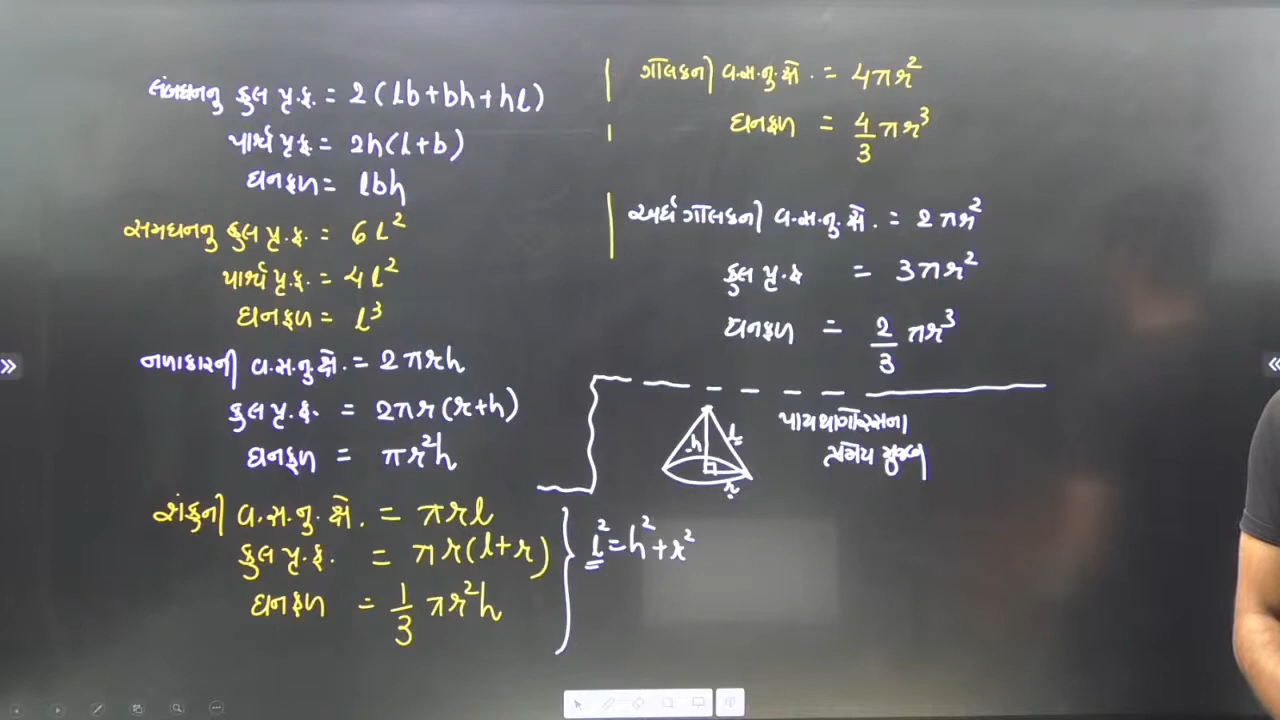 લંબઘનનુ કુલ પૃ.ફ. = 2(lb+bh+hl)
પાર્શ્વ પૃ.ફ. = 2h(l+b)
ઘનફળ = lbh
સમઘનનુ કુલ પૃ.ફ. = 6l²
પાર્શ્વ પૃ.ફ. = 4l²
ઘનફળ = l³
નળાકારની વ.સ.નુ.ક્ષે. = 2πrh
કુલ પૃ.ફ. = 2πr(r+h)
ઘનફળ = πr²h
શંકુની વ.સ.નુ.ક્ષે. = πrl
કુલ પૃ.ફ. = πr(l+r)
ઘનફળ = 1/3 πr²h
l² = h²+r²
ગોલકની વ.સ.નુ.ક્ષે. = 4πr²
ઘનફળ = 4/3 πr³
અર્ધ ગોલકની વ.સ.નુ.ક્ષે. = 2πr²
કુલ પૃ.ફ = 3πr²
ઘનફળ = 2/3 πr³
h
l
r
પાયથાગોરસના
પ્રમેય મુજબ